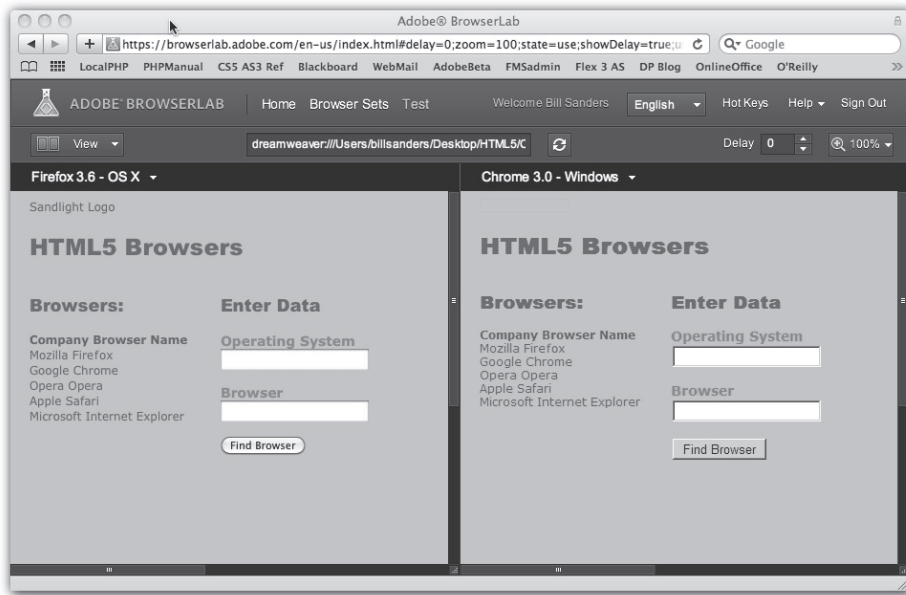 Adobe® BrowserLab
https://browserlab.adobe.com/en-us/index.html#delay=0;zoom=100;state=use;showDelay=true;u
Google
LocalPHP PHPManual CS5 AS3 Ref Blackboard WebMail AdobeBeta FMSadmin Flex 3 AS DP Blog OnlineOffice O'Reilly
ADOBE® BROWSERLAB Home Browser Sets Test Welcome Bill Sanders English Hot Keys Help Sign Out
View dreamweaver:///Users/billsanders/Desktop/HTML5/C Delay 0 100%
Firefox 3.6 - OS X
Sandlight Logo
HTML5 Browsers
Browsers:
Company Browser Name
Mozilla Firefox
Google Chrome
Opera Opera
Apple Safari
Microsoft Internet Explorer
Enter Data
Operating System
Browser
Find Browser
Chrome 3.0 - Windows
HTML5 Browsers
Browsers:
Company Browser Name
Mozilla Firefox
Google Chrome
Opera Opera
Apple Safari
Microsoft Internet Explorer
Enter Data
Operating System
Browser
Find Browser